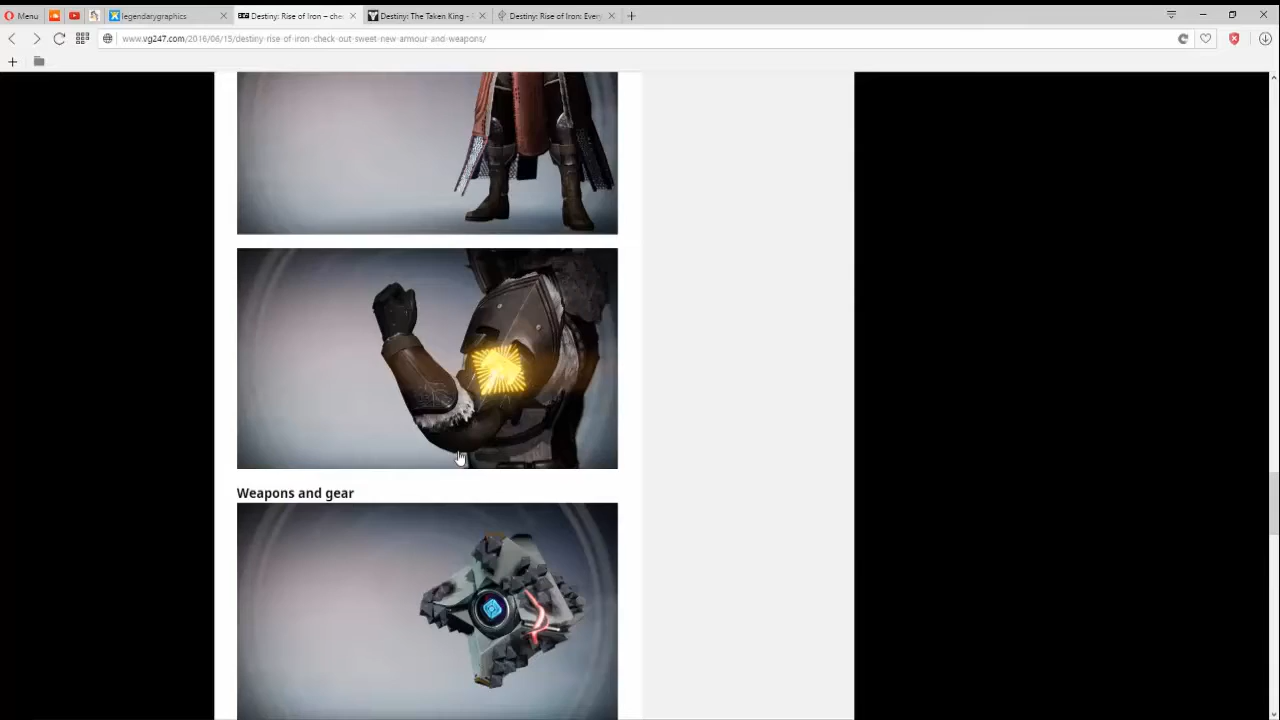 Menu
legendarygraphics
Destiny: Rise of Iron – che
Destiny: The Taken King -
Destiny: Rise of Iron: Every
www.vg247.com/2016/06/15/destiny-rise-of-iron-check-out-sweet-new-armour-and-weapons/
Weapons and gear